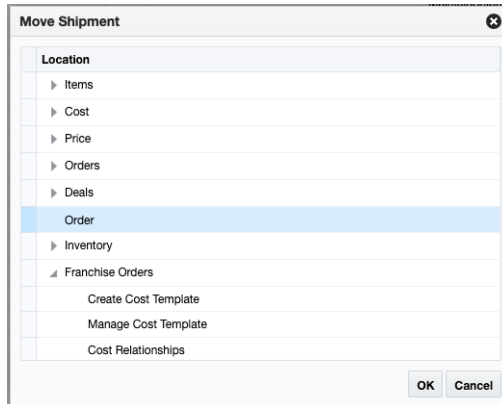 Move Shipment
Location
Items
Cost
Price
Orders
Deals
Order
Inventory
Franchise Orders
Create Cost Template
Manage Cost Template
Cost Relationships
OK Cancel